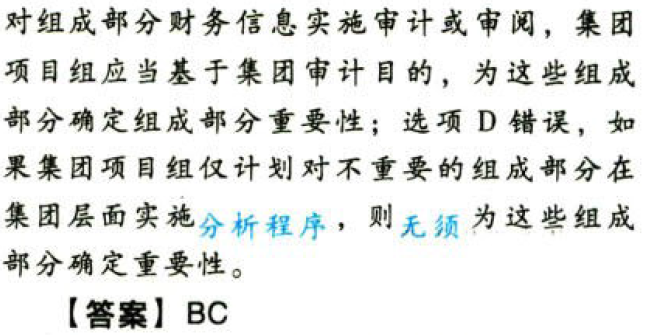 对组成部分财务信息实施审计或审阅，集团
项目组应当基于集团审计目的，为这些组成
部分确定组成部分重要性；选项 D 错误，如
果集团项目组仅计划对不重要的组成部分在
集团层面实施分析程序，则无须为这些组成
部分确定重要性。
【答案】BC